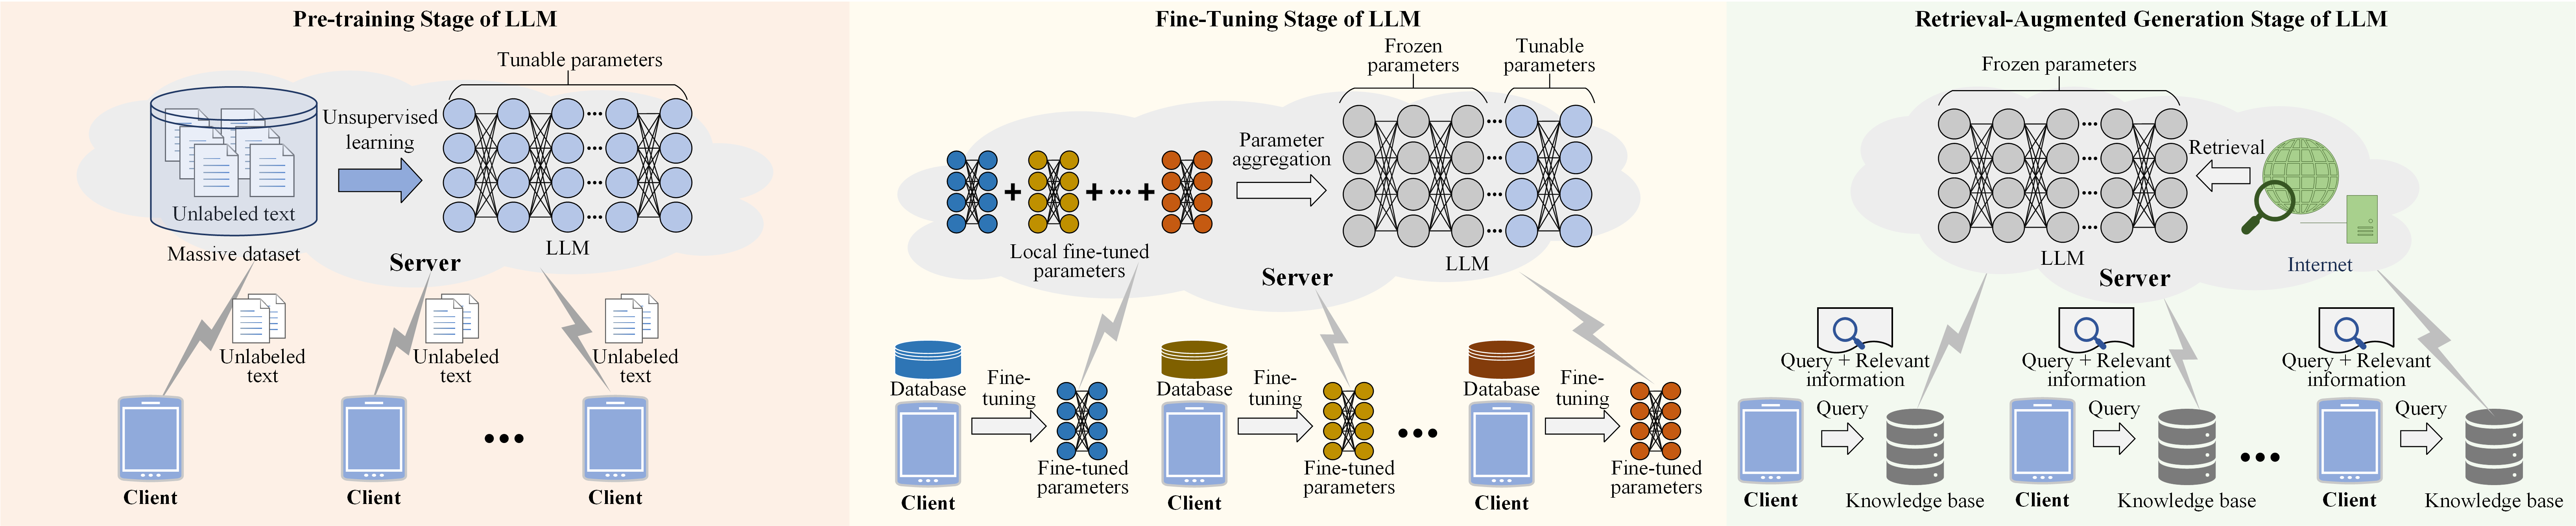 Pre-training Stage of LLM
Tunable parameters
Unsupervised
learning
Unlabeled text
Massive dataset
LLM
Server
Unlabeled
text
Unlabeled
text
Unlabeled
text
Client
Client
•••
Client
Fine-Tuning Stage of LLM
Frozen
parameters
Tunable
parameters
Parameter
aggregation
+
+ ••• +
Local fine-tuned
parameters
LLM
Server
Database
Fine-
tuning
Database
Fine-
tuning
Database
Fine-
tuning
•••
Fine-tuned
parameters
Fine-tuned
parameters
Fine-tuned
parameters
Client
Client
Client
Retrieval-Augmented Generation Stage of LLM
Frozen parameters
Retrieval
LLM
Internet
Server
Query + Relevant
information
Query + Relevant
information
Query + Relevant
information
Query
Query
Query
•••
Client
Knowledge base
Client
Knowledge base
Client
Knowledge base